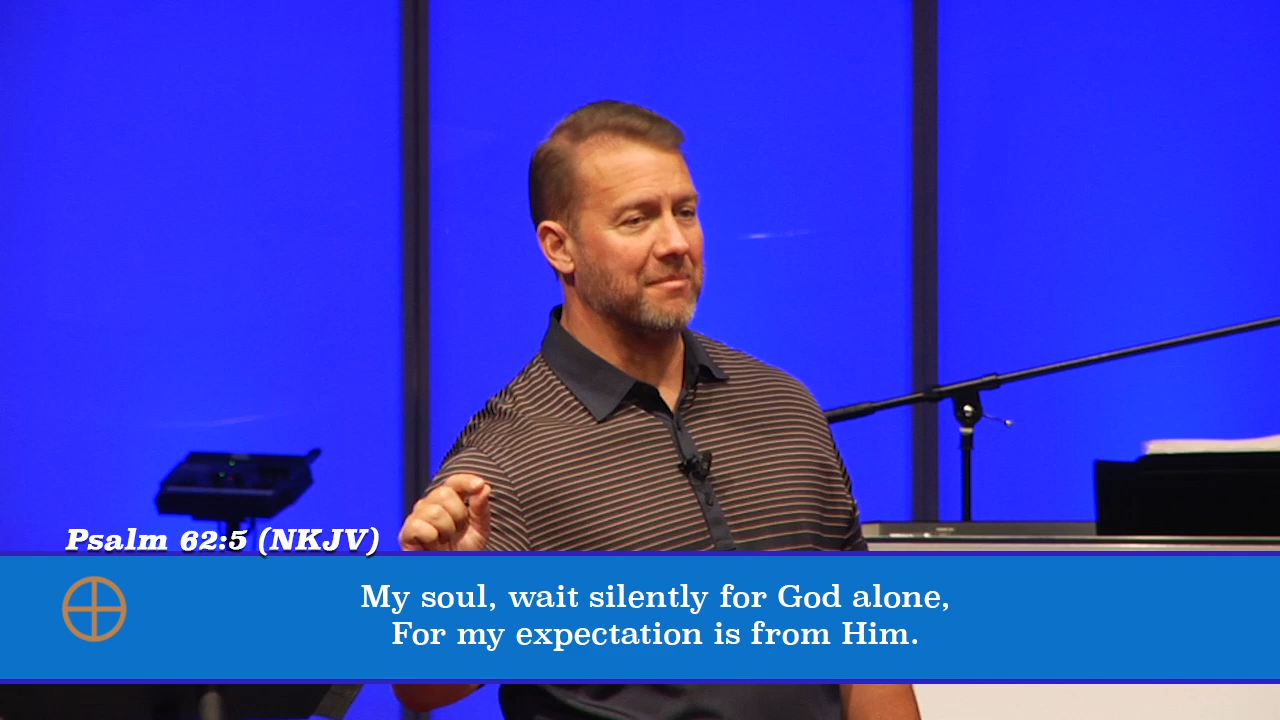 Psalm 62:5 (NKJV)
My soul, wait silently for God alone,
For my expectation is from Him.